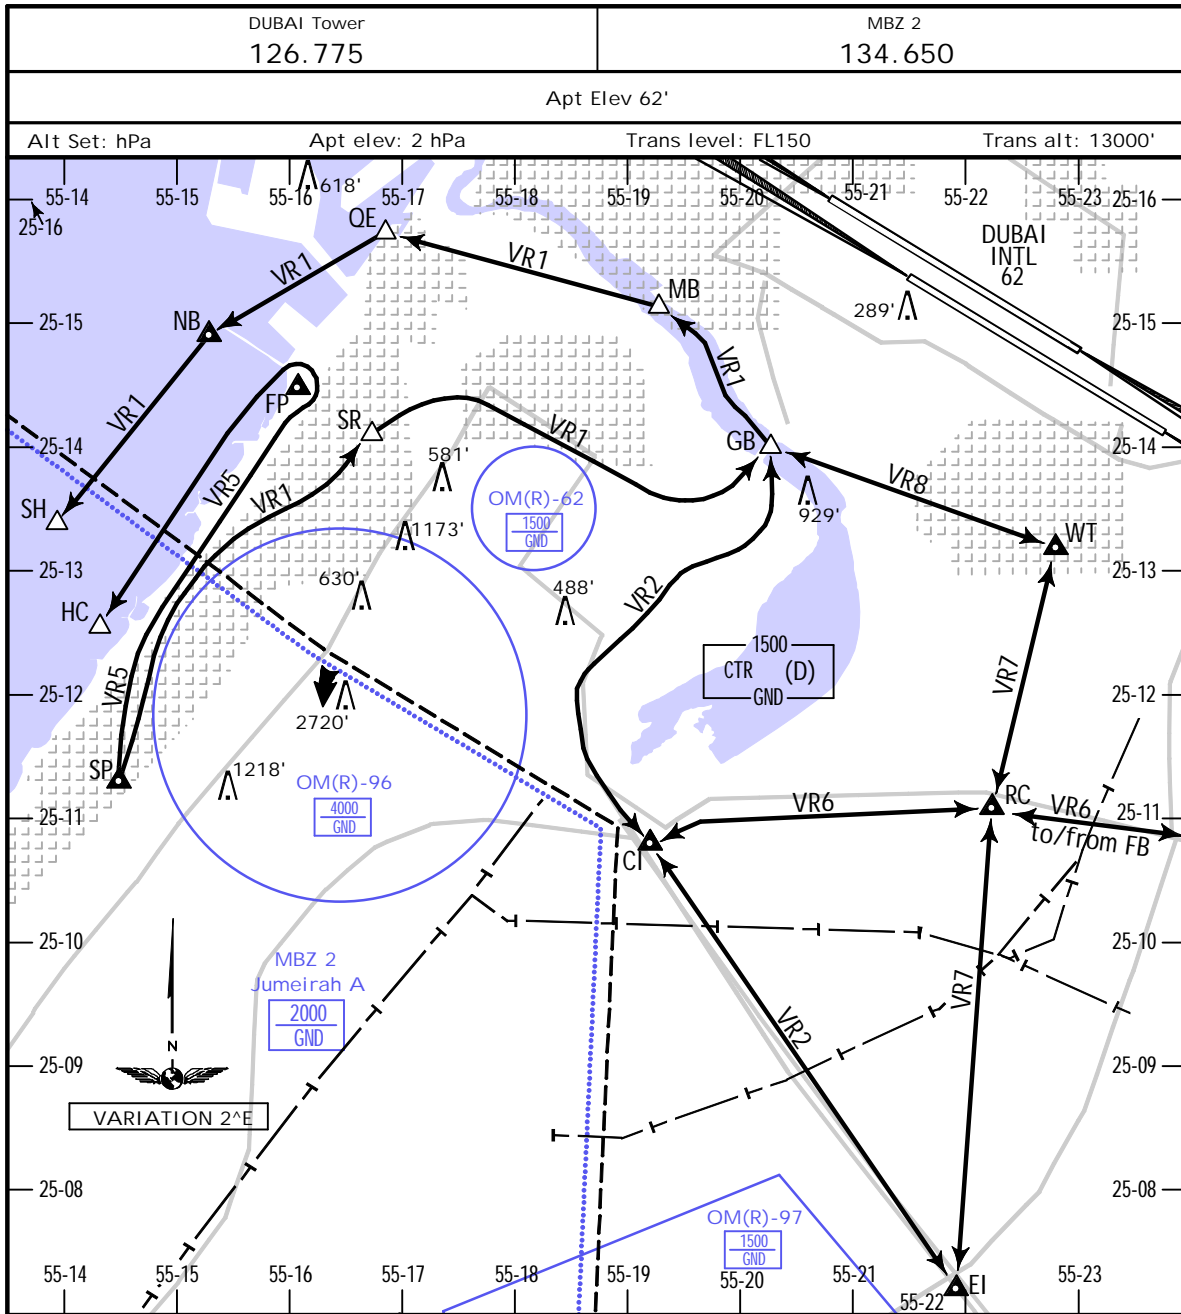 DUBAI Tower
126.775
MBZ 2
134.650
Apt Elev 62'
Alt Set: hPa
Apt elev: 2 hPa
Trans level: FL150
Trans alt: 13000'
55-14
55-15
55-16
55-17
55-18
55-19
55-20
55-21
55-22
55-23
618'
25-16
25-16
QE
VR1
VR1
DUBAI
INTL
62
MB
289'
NB
25-15
25-15
VR1
FP
SR
VR1
VR1
GB
25-14
25-14
VR5
581'
VR1
OM(R)-62
1500
GND
VR8
929'
SH
1173'
WT
25-13
25-13
630'
488'
VR2
HC
1500
CTR (D)
GND
VR7
VR5
25-12
25-12
2720'
SP
1218'
OM(R)-96
4000
GND
VR6
RC
VR6
to/from FB
25-11
25-11
CI
25-10
25-10
MBZ 2
Jumeirah A
2000
GND
VR7
VR2
N
25-09
25-09
VARIATION 2^E
25-08
25-08
OM(R)-97
1500
GND
55-14
55-15
55-16
55-17
55-18
55-19
55-20
55-21
55-22
55-23
EI